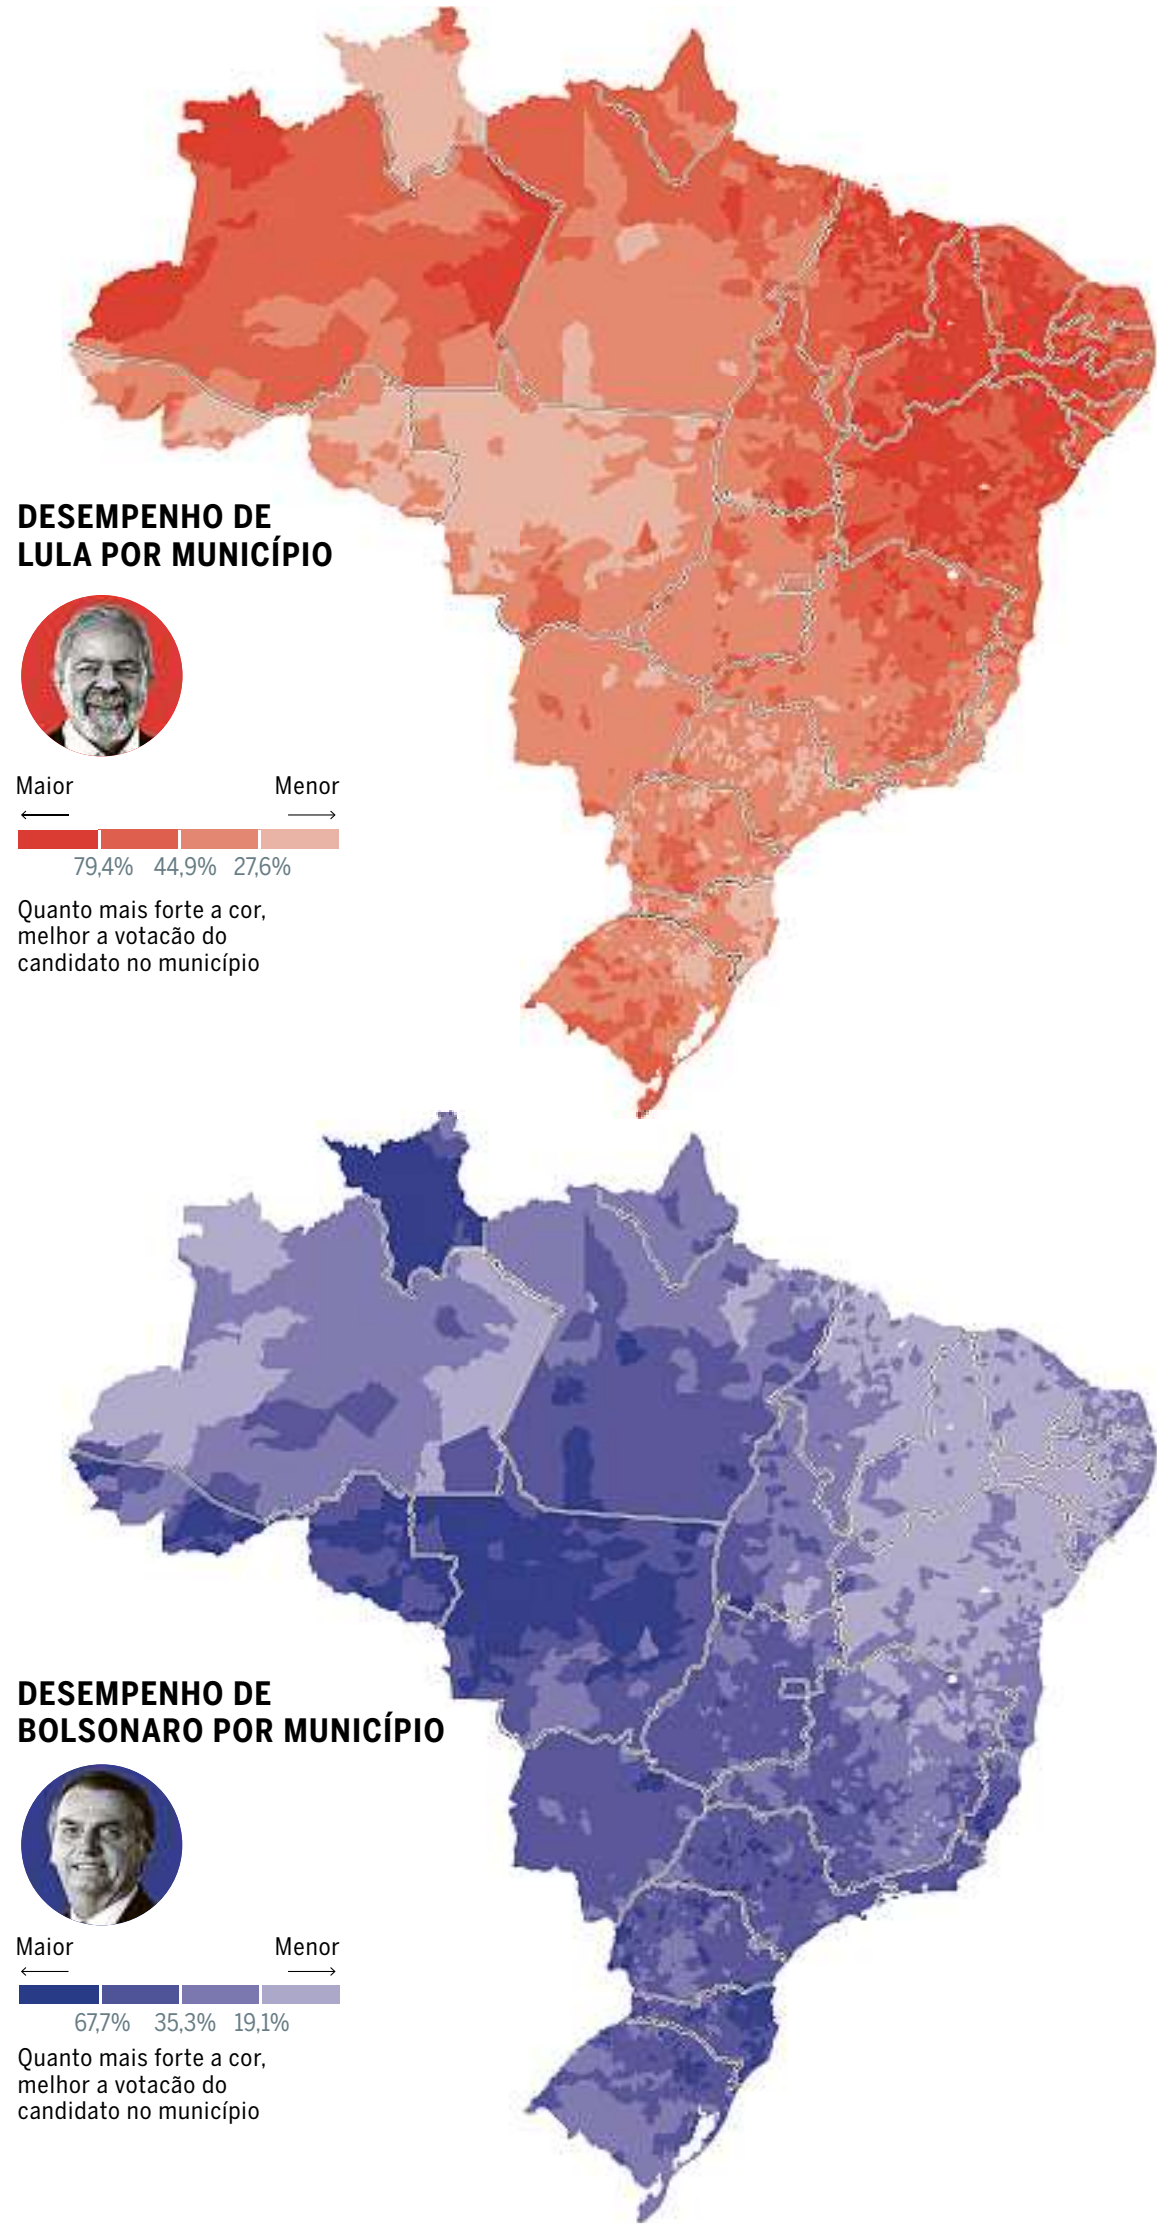 DESEMPENHO DE
LULA POR MUNICÍPIO
Maior Menor
79,4% 44,9% 27,6%
Quanto mais forte a cor,
melhor a votacão do
candidato no município
DESEMPENHO DE
BOLSONARO POR MUNICÍPIO
Maior Menor
67,7% 35,3% 19,1%
Quanto mais forte a cor,
melhor a votacão do
candidato no município